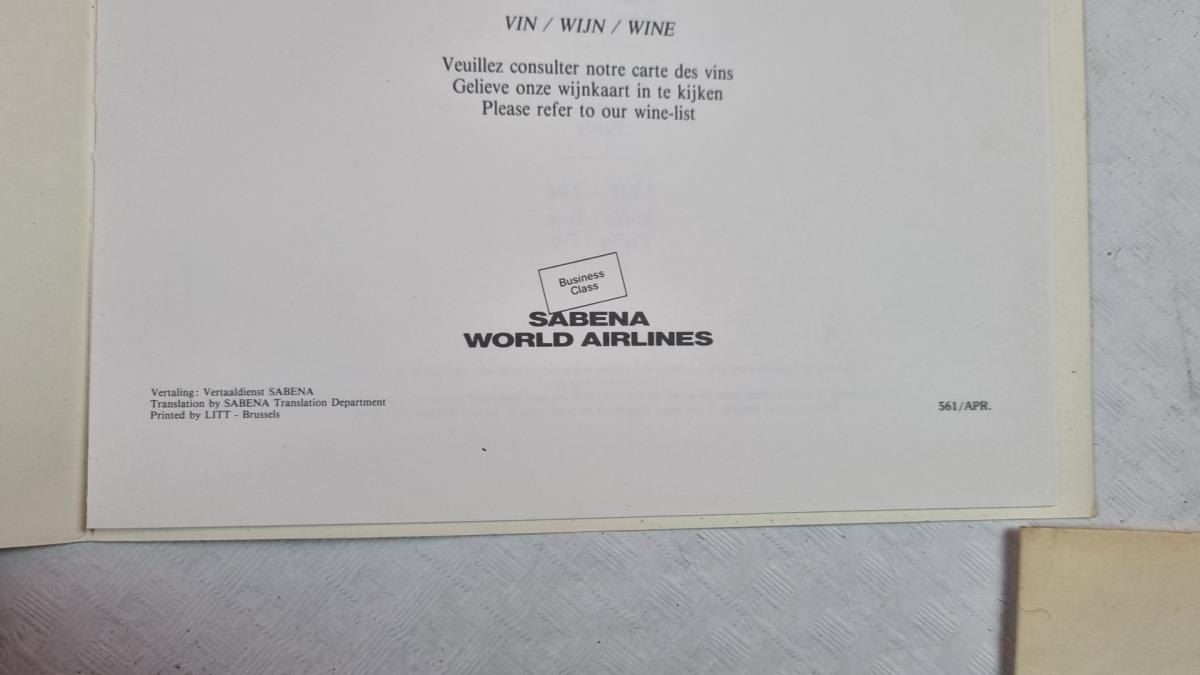 VIN / WIJN / WINE
Veuillez consulter notre carte des vins
Gelieve onze wijnkaart in te kijken
Please refer to our wine-list
Business
Class
SABENA
WORLD AIRLINES
Vertaling: Vertaaldienst SABENA
Translation by SABENA Translation Department
Printed by LITT - Brussels
561/APR.